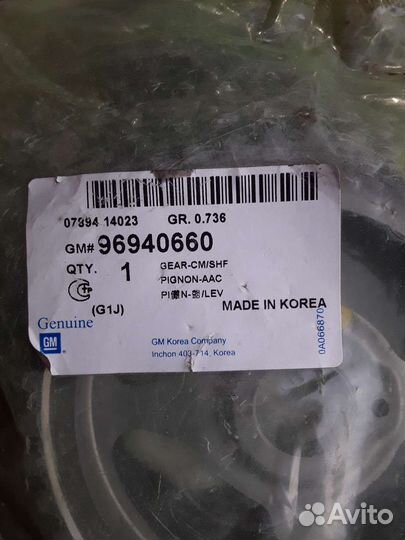 07394 14023 GR. 0.736
GM# 96940660
QTY. 1 GEAR-CM/SHF
PIGNON-AAC
/LEV
(G1J) MADE IN KOREA
Genuine
GM
GM Korea Company
Inchon 403-714, Korea
0A066870
Avito